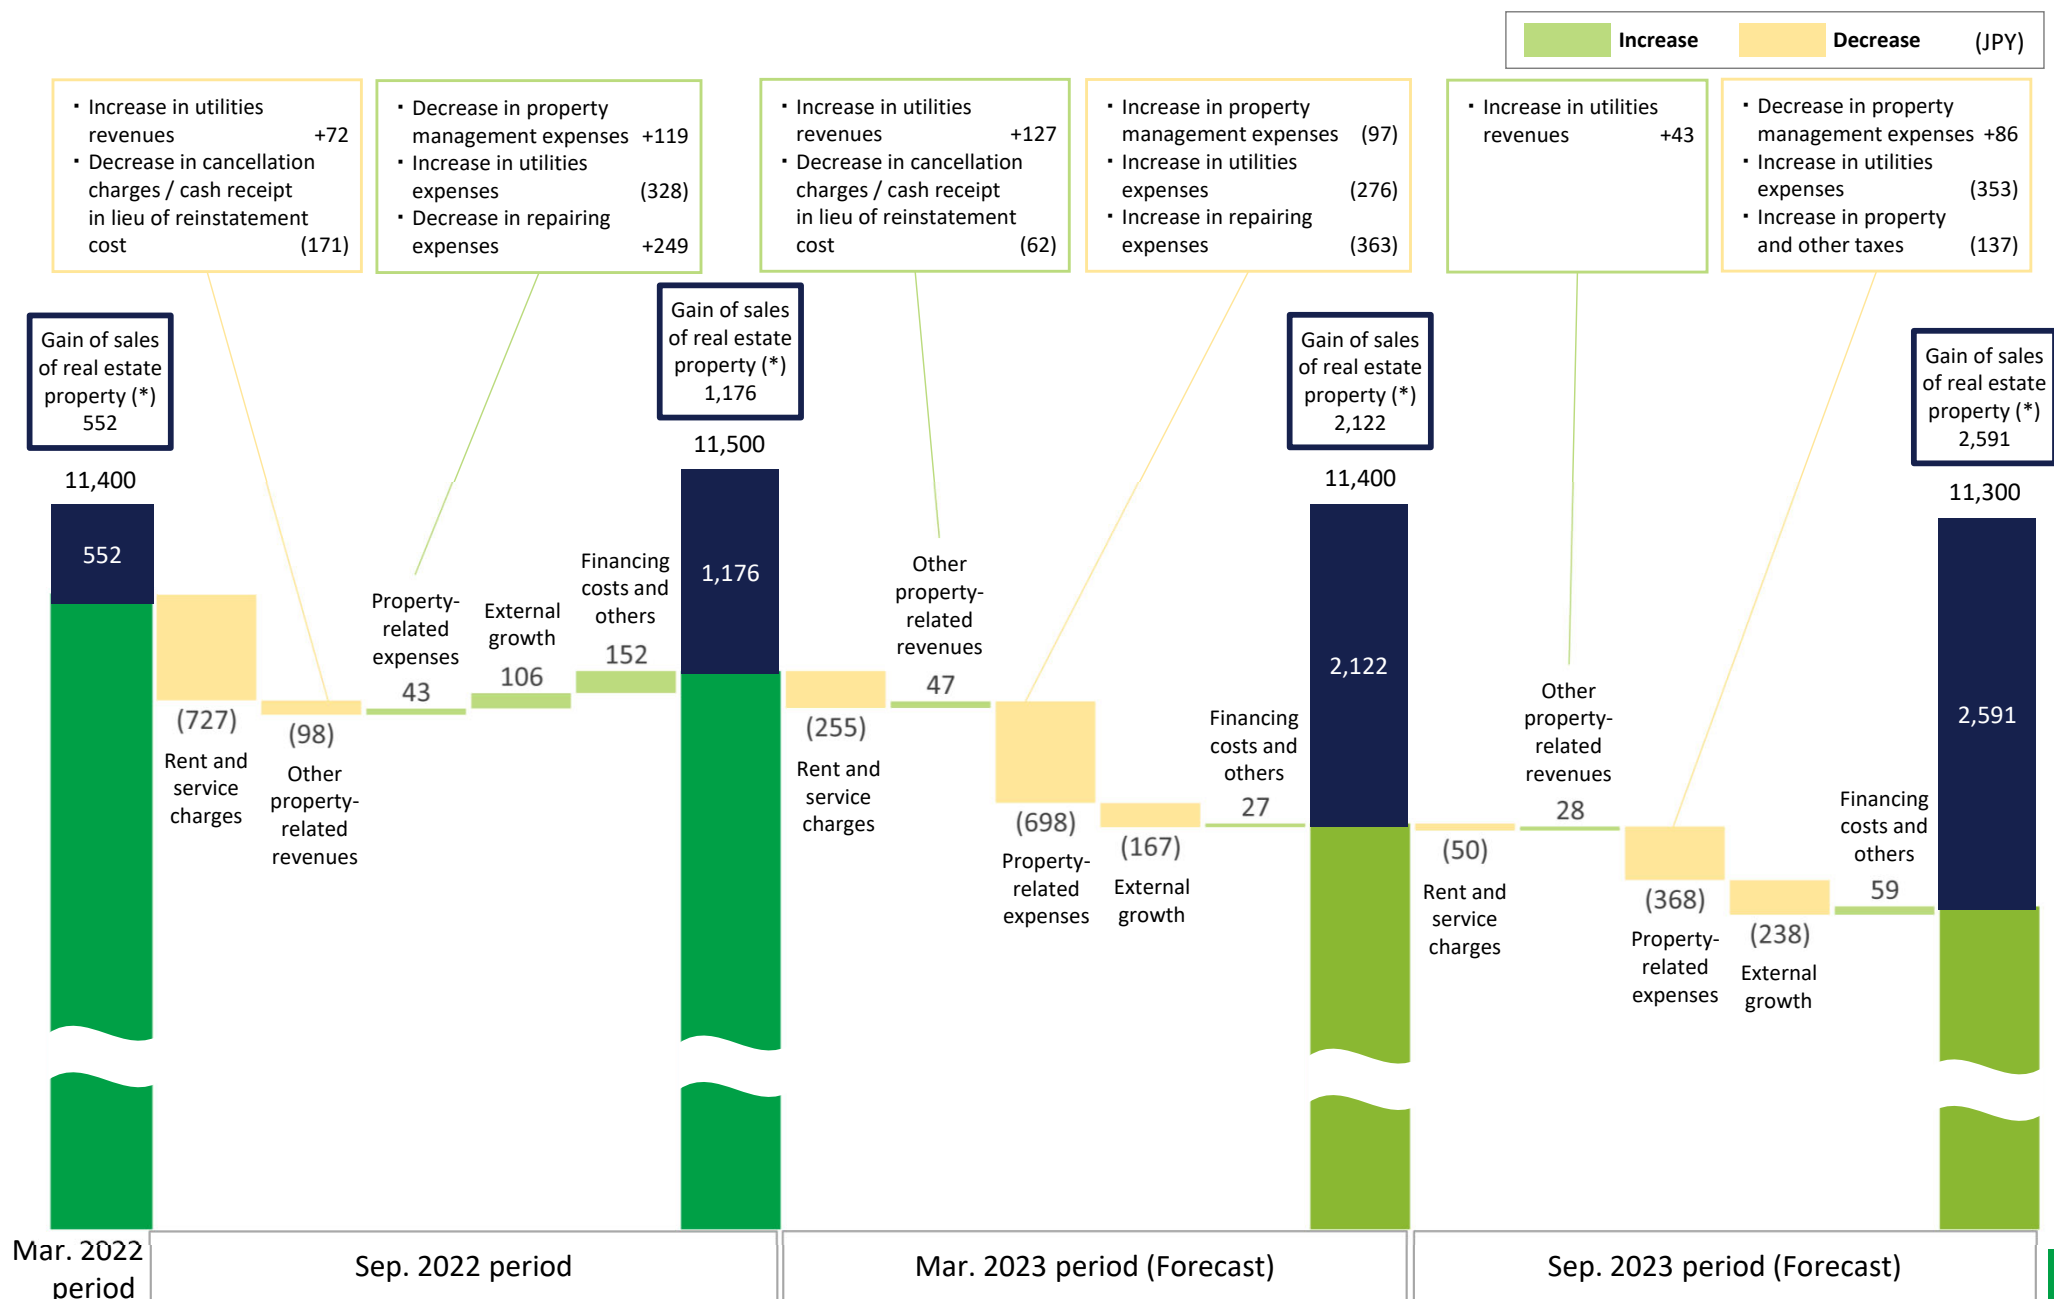 Increase
Decrease
(JPY)
・Increase in utilities
revenues +72
・Decrease in cancellation
charges / cash receipt
in lieu of reinstatement
cost (171)
・Decrease in property
management expenses +119
・Increase in utilities
expenses (328)
・Decrease in repairing
expenses +249
・Increase in utilities
revenues +127
・Decrease in cancellation
charges / cash receipt
in lieu of reinstatement
cost (62)
・Increase in property
management expenses (97)
・Increase in utilities
expenses (276)
・Increase in repairing
expenses (363)
・Increase in utilities
revenues +43
・Decrease in property
management expenses +86
・Increase in utilities
expenses (353)
・Increase in property
and other taxes (137)
Gain of sales
of real estate
property (*)
552
11,400
552
(727)
Rent and
service
charges
(98)
Other
property-
related
revenues
Property-
related
expenses
43
External
growth
106
Financing
costs and
others
152
Gain of sales
of real estate
property (*)
1,176
11,500
1,176
(255)
Rent and
service
charges
Other
property-
related
revenues
47
(698)
Property-
related
expenses
(167)
External
growth
Financing
costs and
others
27
Gain of sales
of real estate
property (*)
2,122
11,400
2,122
(50)
Rent and
service
charges
Other
property-
related
revenues
28
(368)
Property-
related
expenses
(238)
External
growth
Financing
costs and
others
59
Gain of sales
of real estate
property (*)
2,591
11,300
2,591
Mar. 2022
period
Sep. 2022 period
Mar. 2023 period (Forecast)
Sep. 2023 period (Forecast)